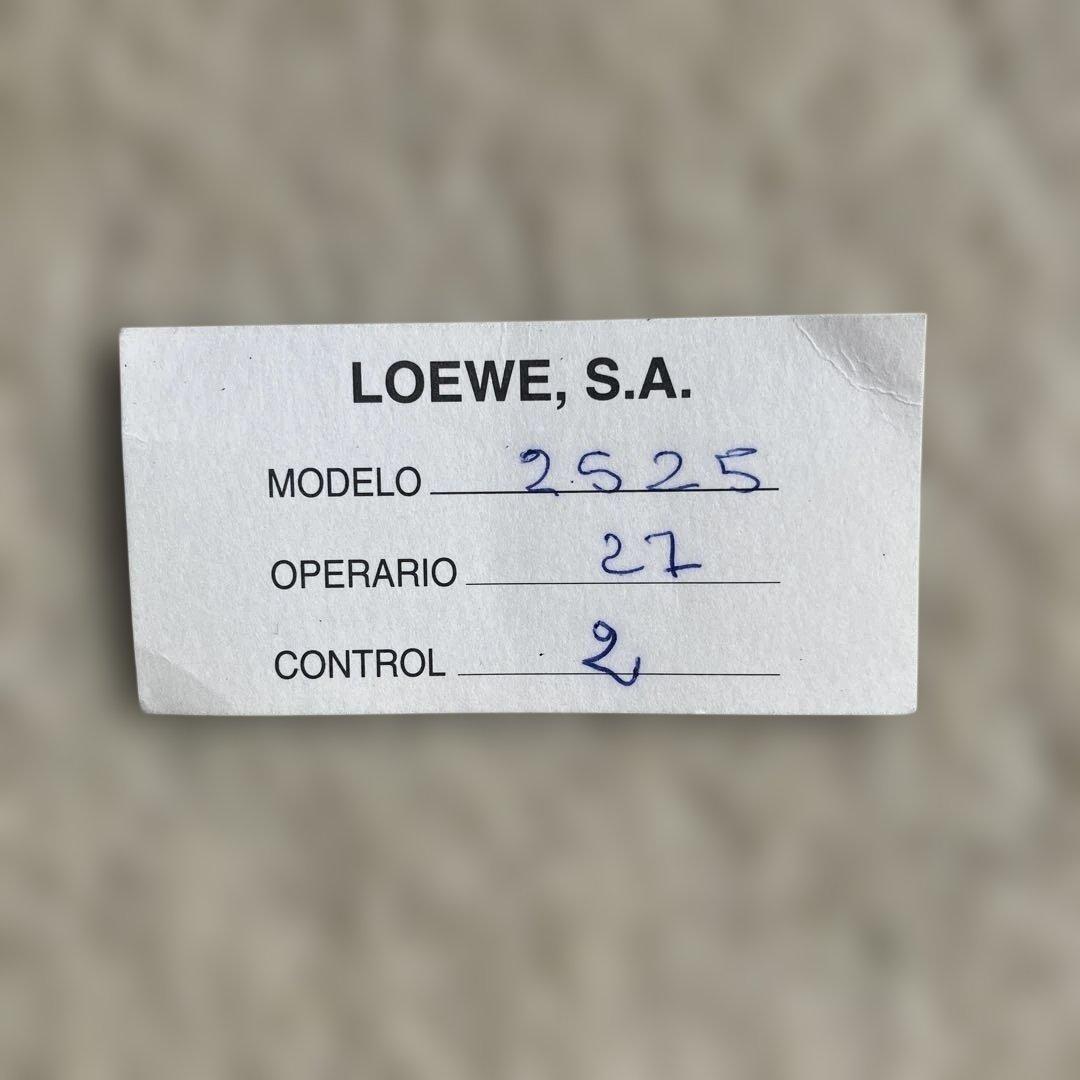 LOEWE, S.A.
MODELO 2525
OPERARIO 27
CONTROL 2